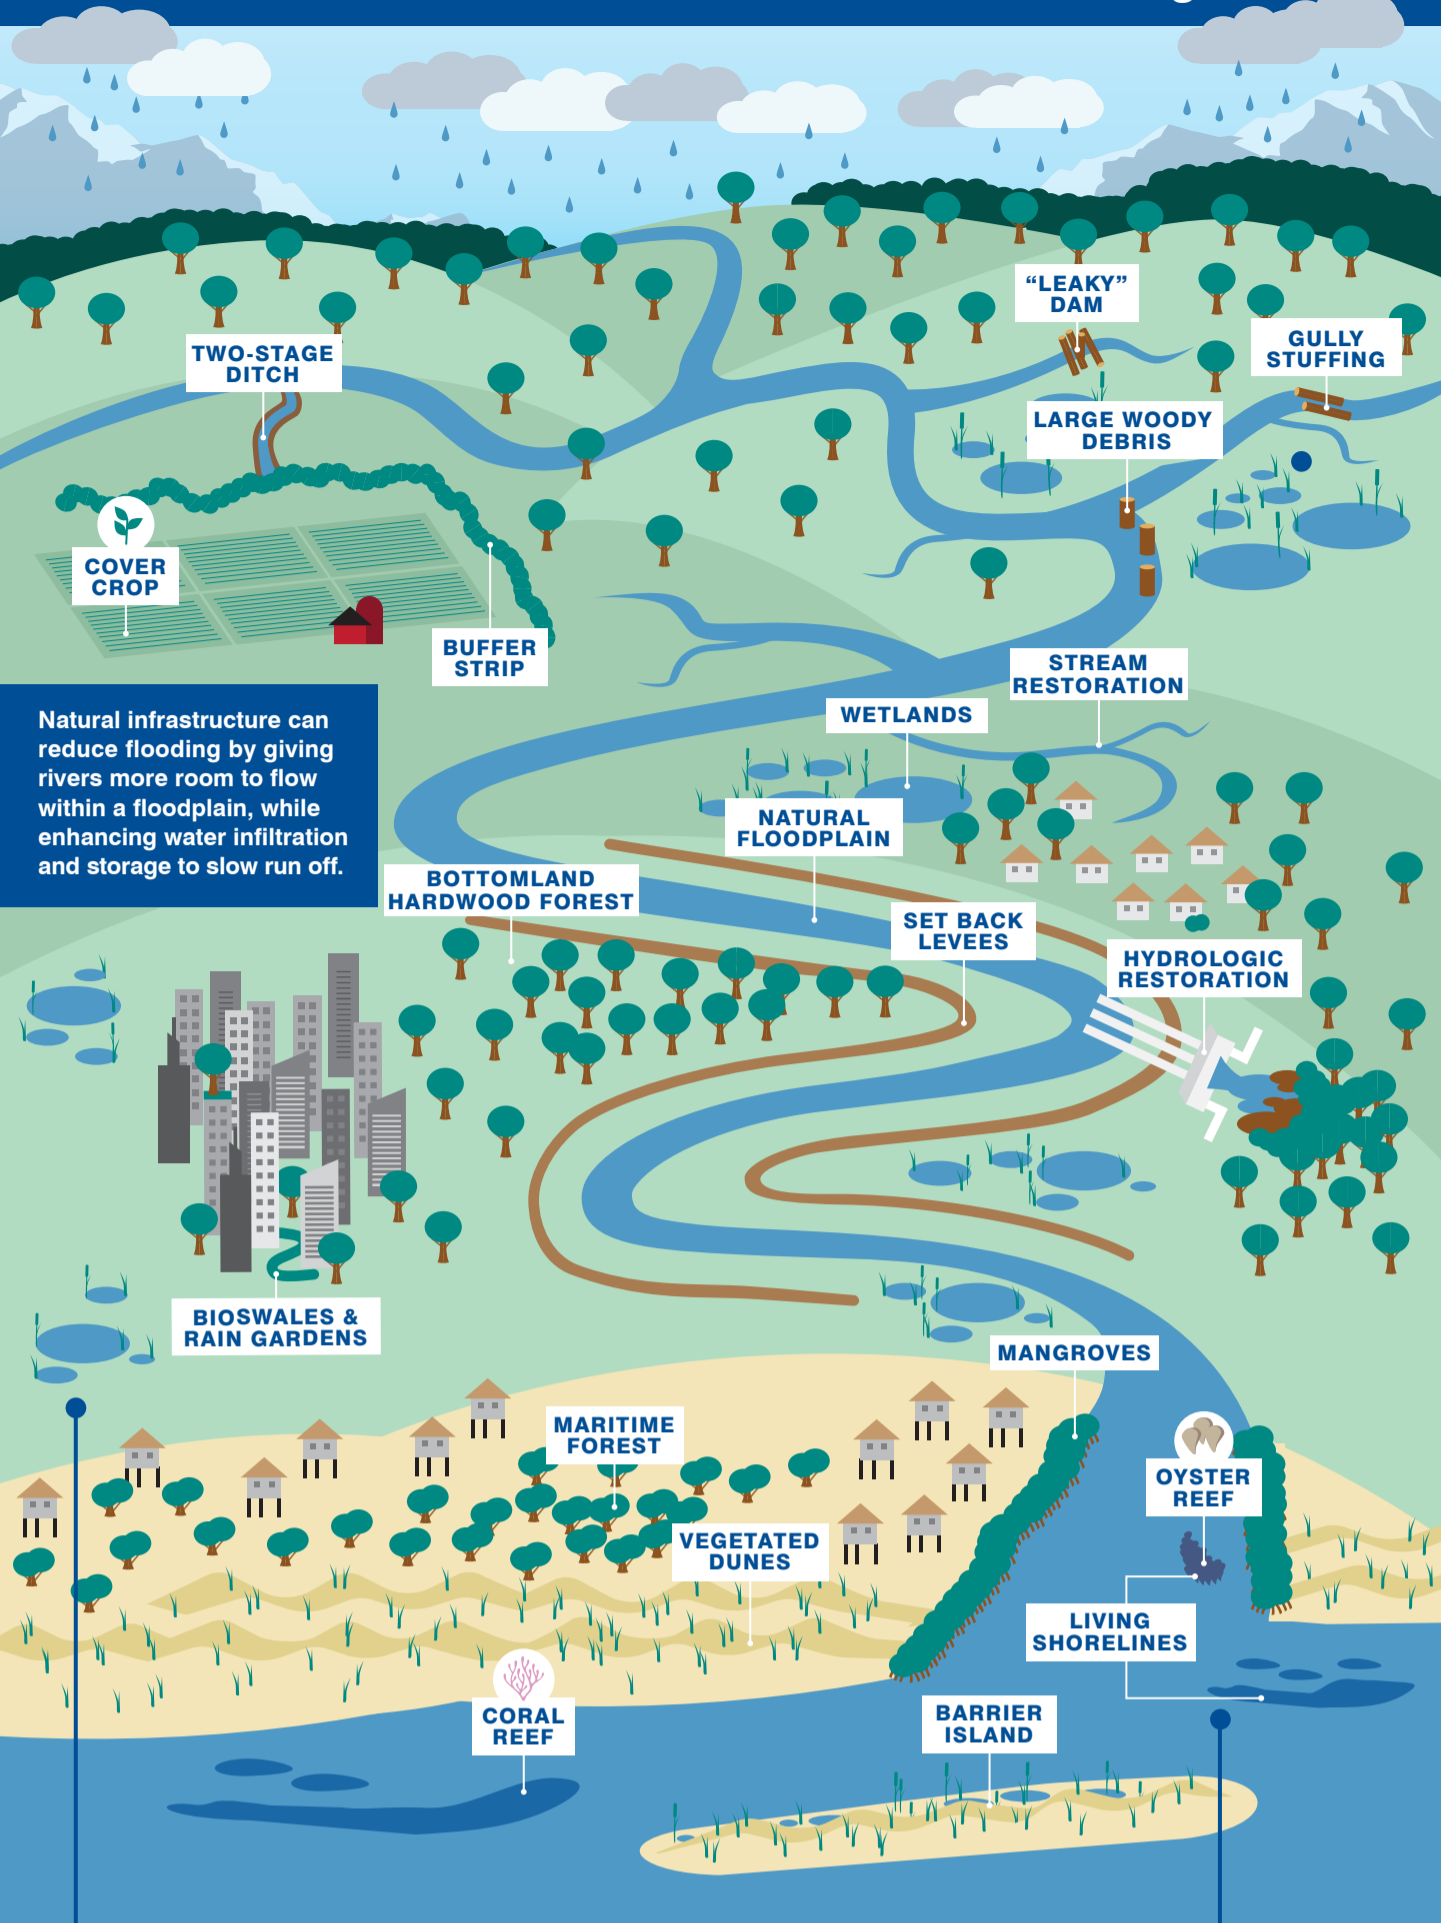 “LEAKY”
DAM
GULLY
STUFFING
TWO-STAGE
DITCH
LARGE WOODY
DEBRIS
COVER
CROP
BUFFER
STRIP
STREAM
RESTORATION
WETLANDS
Natural infrastructure can
reduce flooding by giving
rivers more room to flow
within a floodplain, while
enhancing water infiltration
and storage to slow run off.
NATURAL
FLOODPLAIN
BOTTOMLAND
HARDWOOD FOREST
SET BACK
LEVEES
HYDROLOGIC
RESTORATION
BIOSWALES &
RAIN GARDENS
MANGROVES
MARITIME
FOREST
OYSTER
REEF
VEGETATED
DUNES
LIVING
SHORELINES
CORAL
REEF
BARRIER
ISLAND